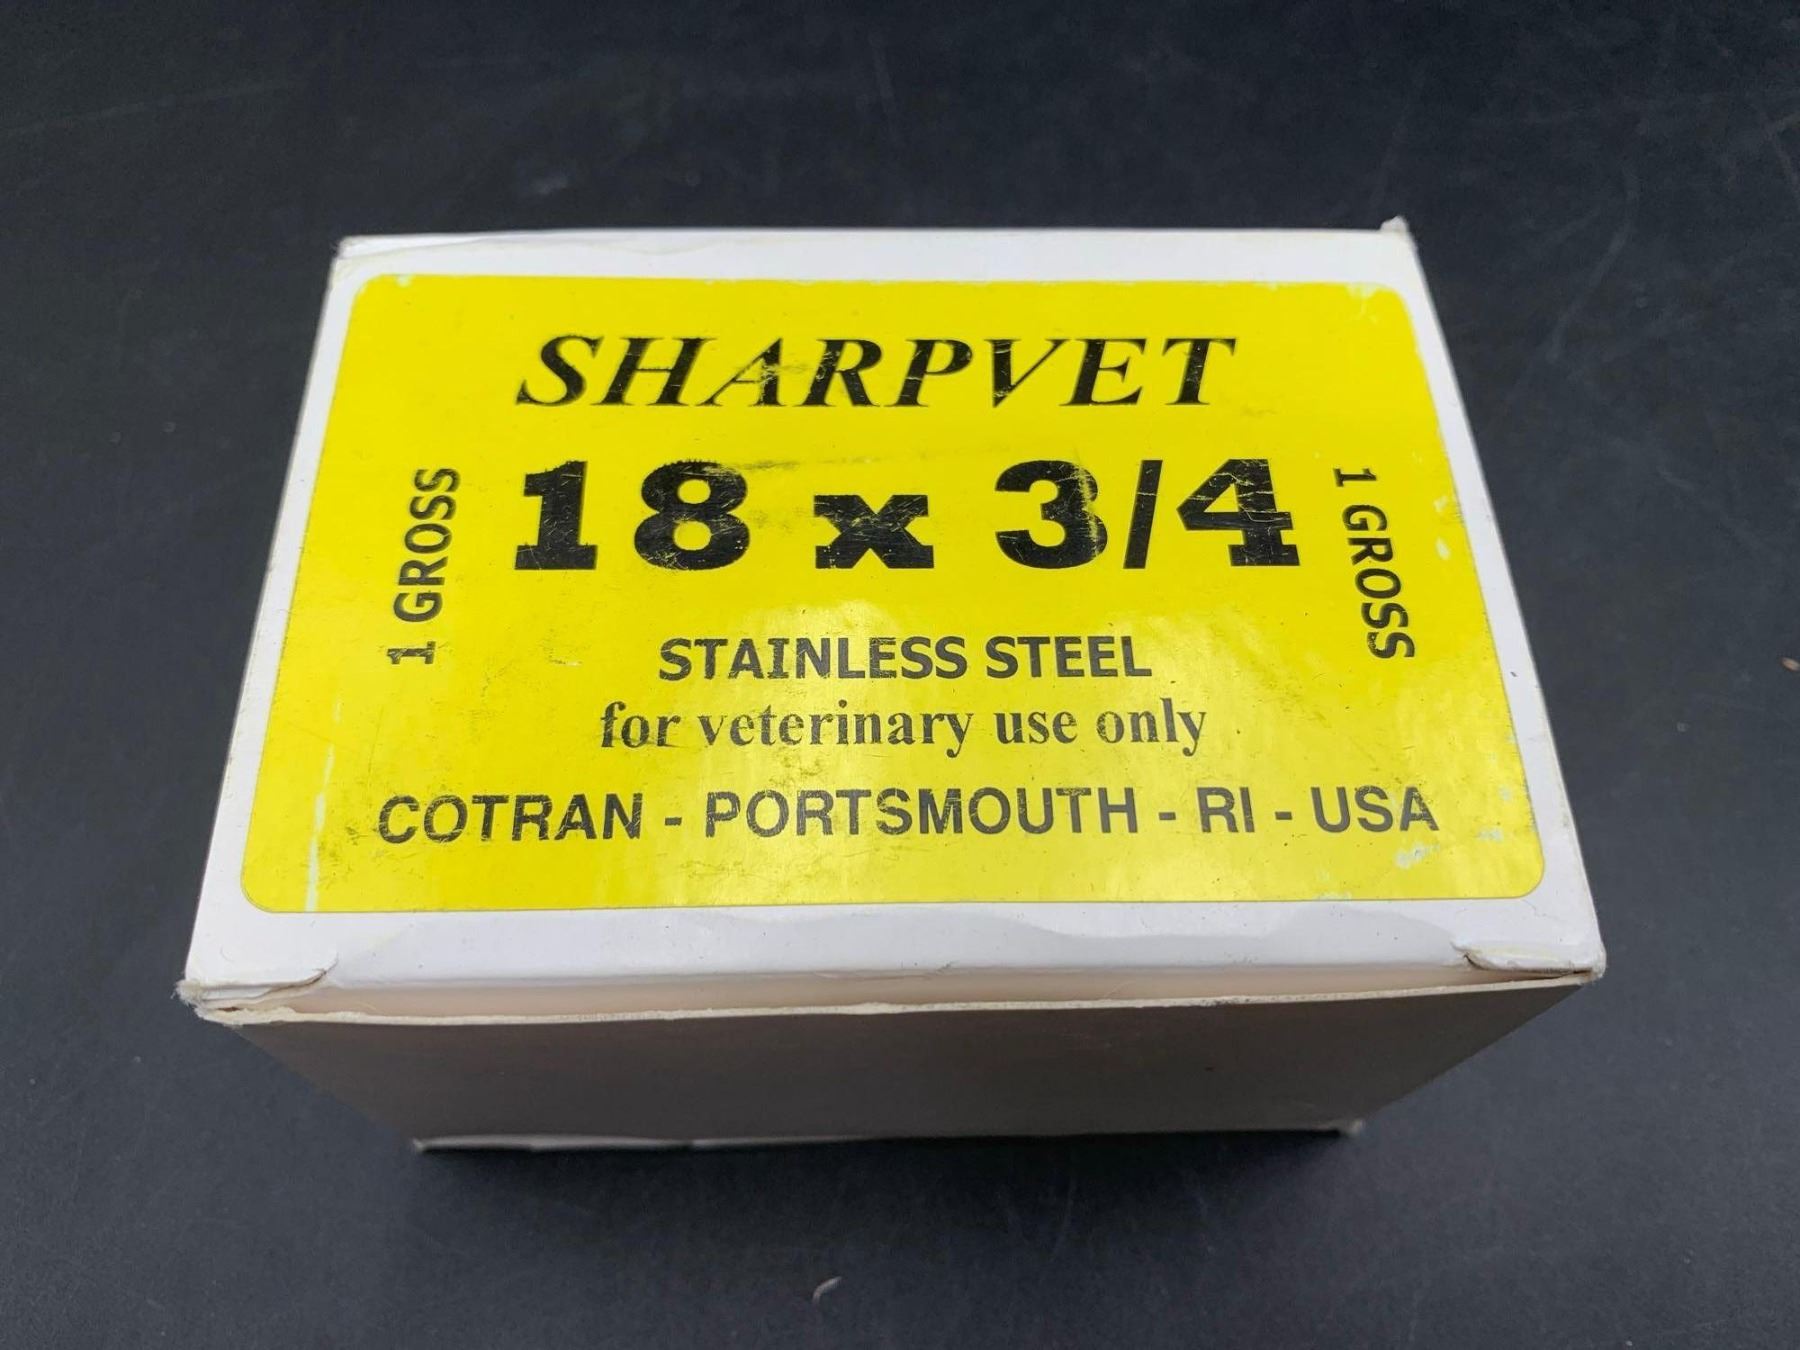 SHARPVET
1 GROSS
18 x 3/4
1 GROSS
STAINLESS STEEL
for veterinary use only
COTRAN - PORTSMOUTH - RI - USA